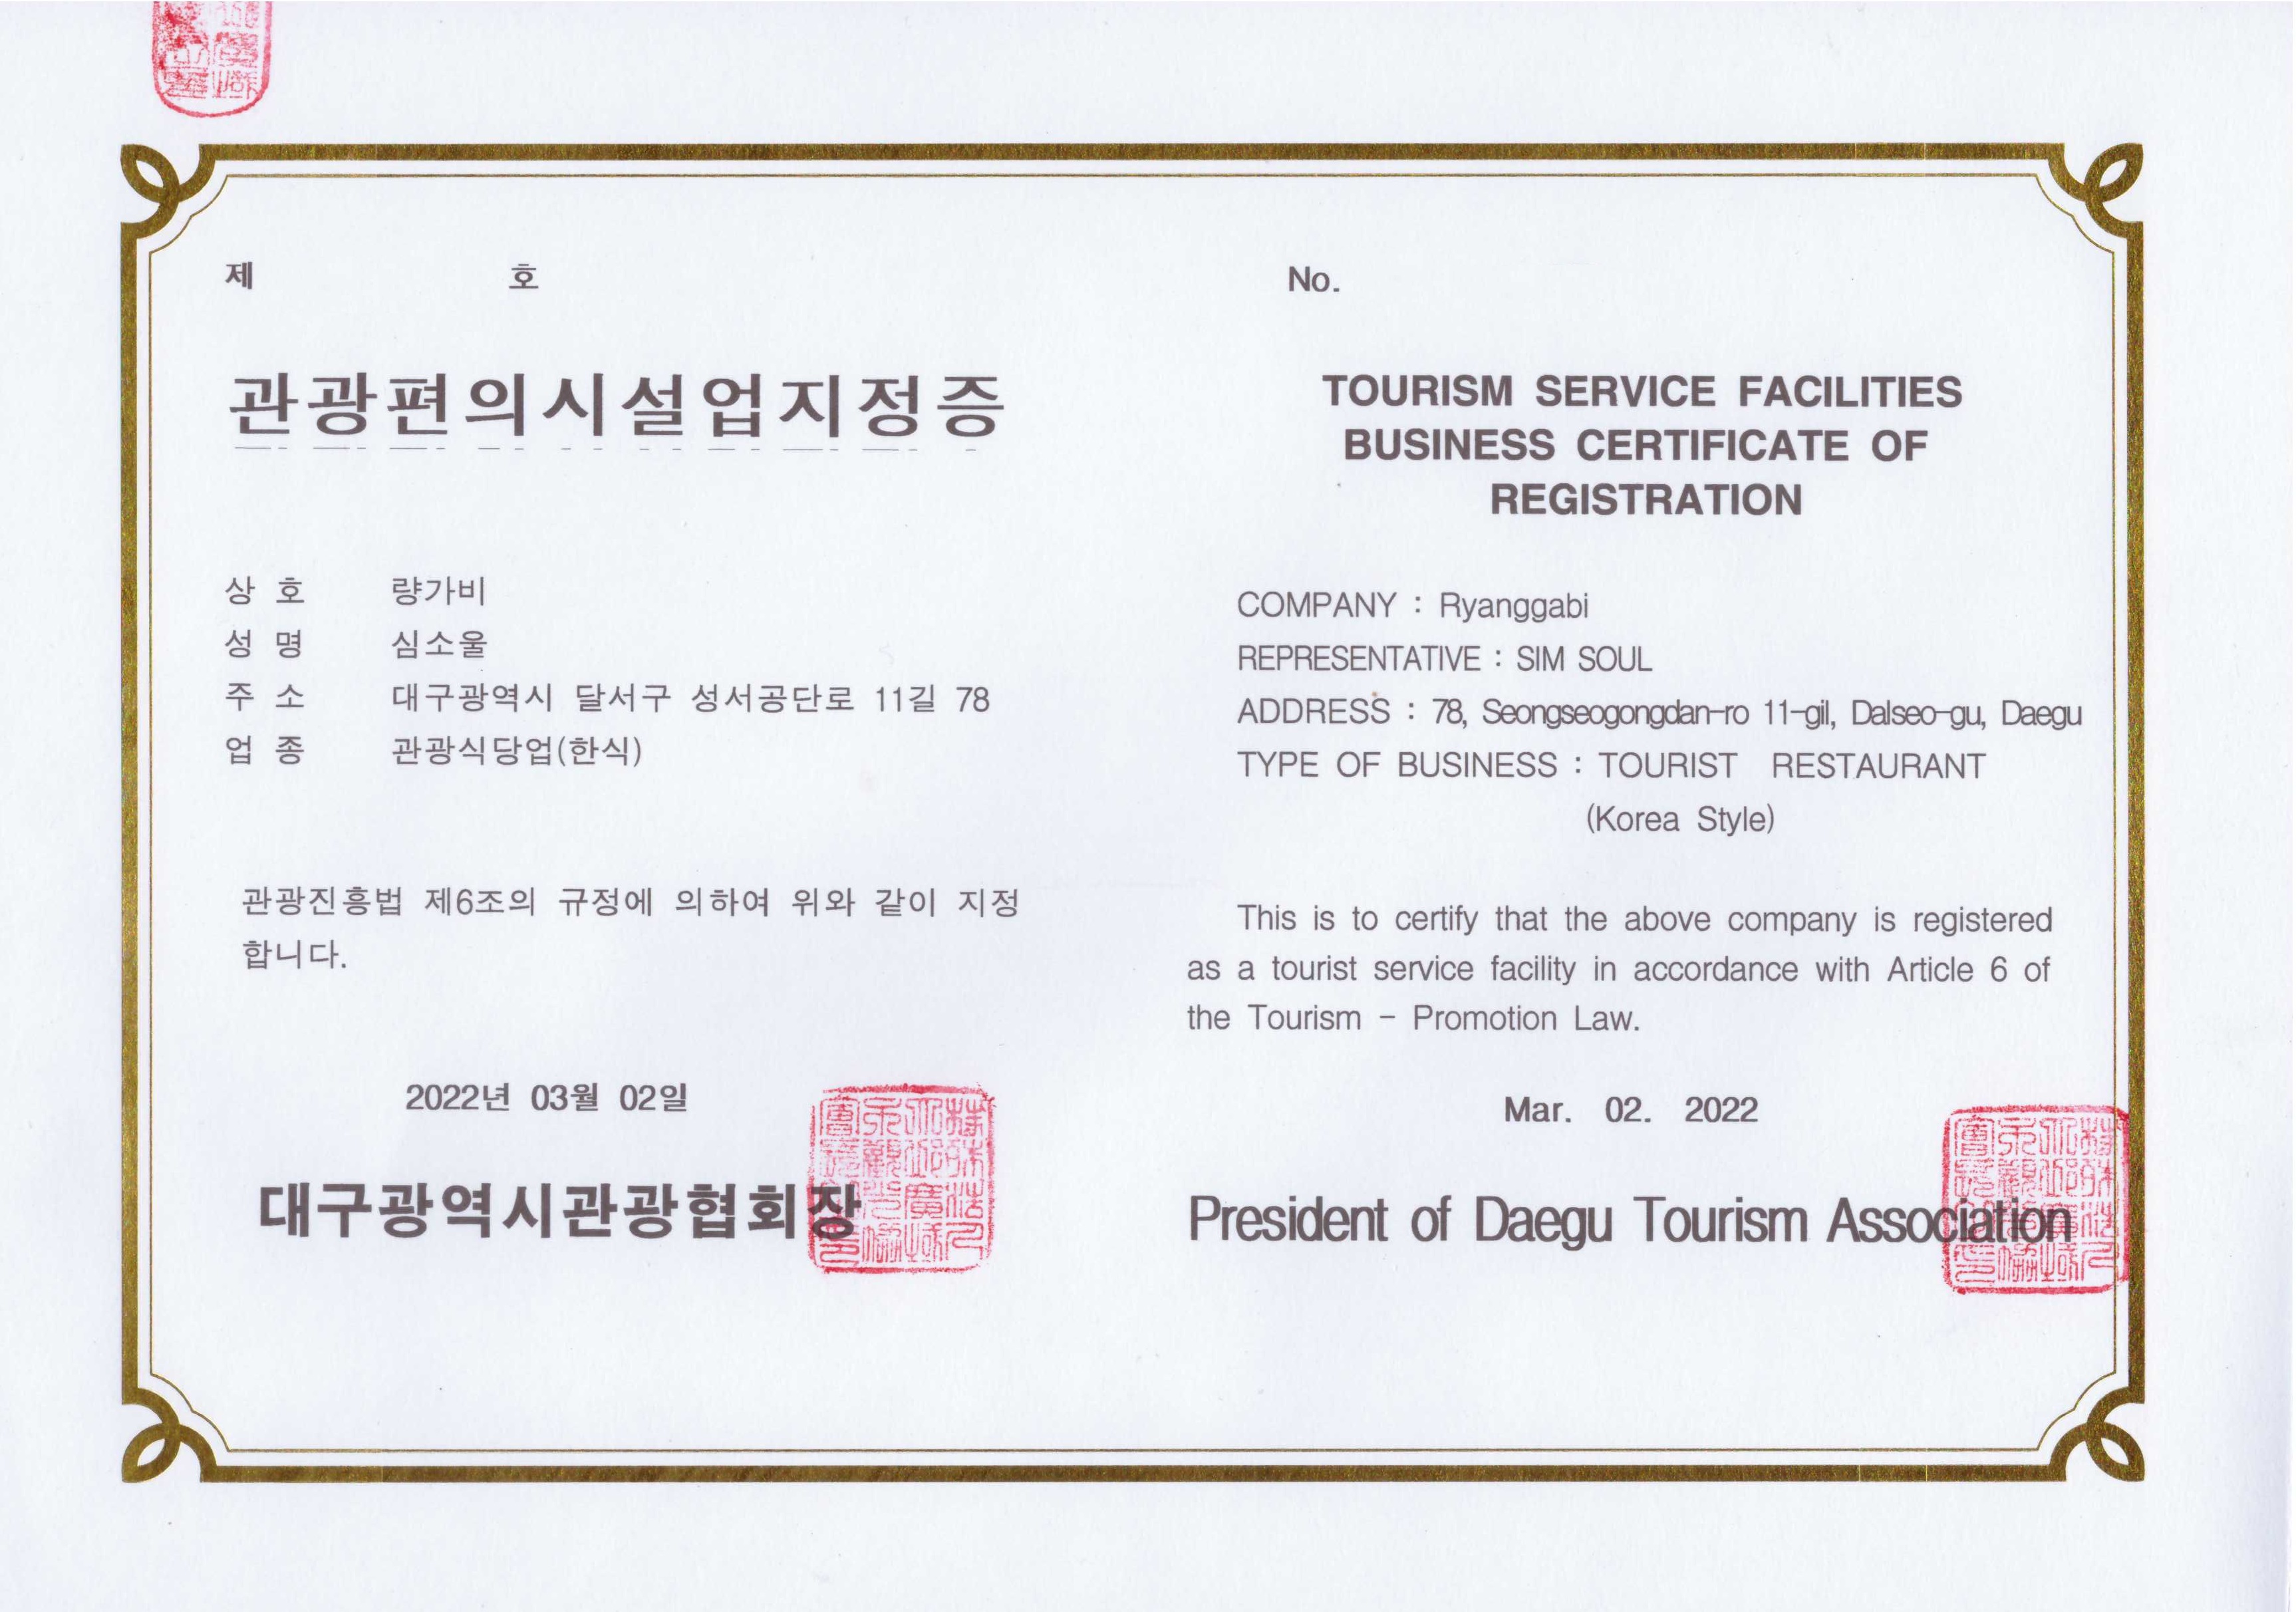 제 호
관광편의시설업지정증
상 호 량가비
성 명 심소울
주 소 대구광역시 달서구 성서공단로 11길 78
업 종 관광식당업(한식)
관광진흥법 제6조의 규정에 의하여 위와 같이 지정
합니다.
2022년 03월 02일
대구광역시관광협회장
No.
TOURISM SERVICE FACILITIES
BUSINESS CERTIFICATE OF
REGISTRATION
COMPANY : Ryanggabi
REPRESENTATIVE : SIM SOUL
ADDRESS : 78, Seongseogongdan-ro 11-gil, Dalseo-gu, Daegu
TYPE OF BUSINESS : TOURIST RESTAURANT
(Korea Style)
This is to certify that the above company is registered
as a tourist service facility in accordance with Article 6 of
the Tourism - Promotion Law.
Mar. 02. 2022
President of Daegu Tourism Association